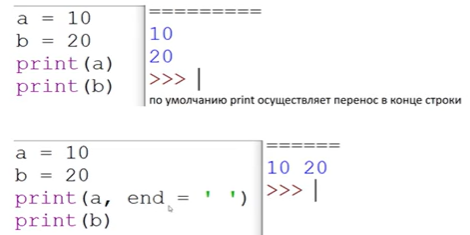 a = 10
b = 20
print(a)
print(b)
=========
10
20
>>>
по умолчанию print осуществляет перенос в конце строки
a = 10
b = 20
print(a, end = ' ')
print(b)
======
10 20
>>>